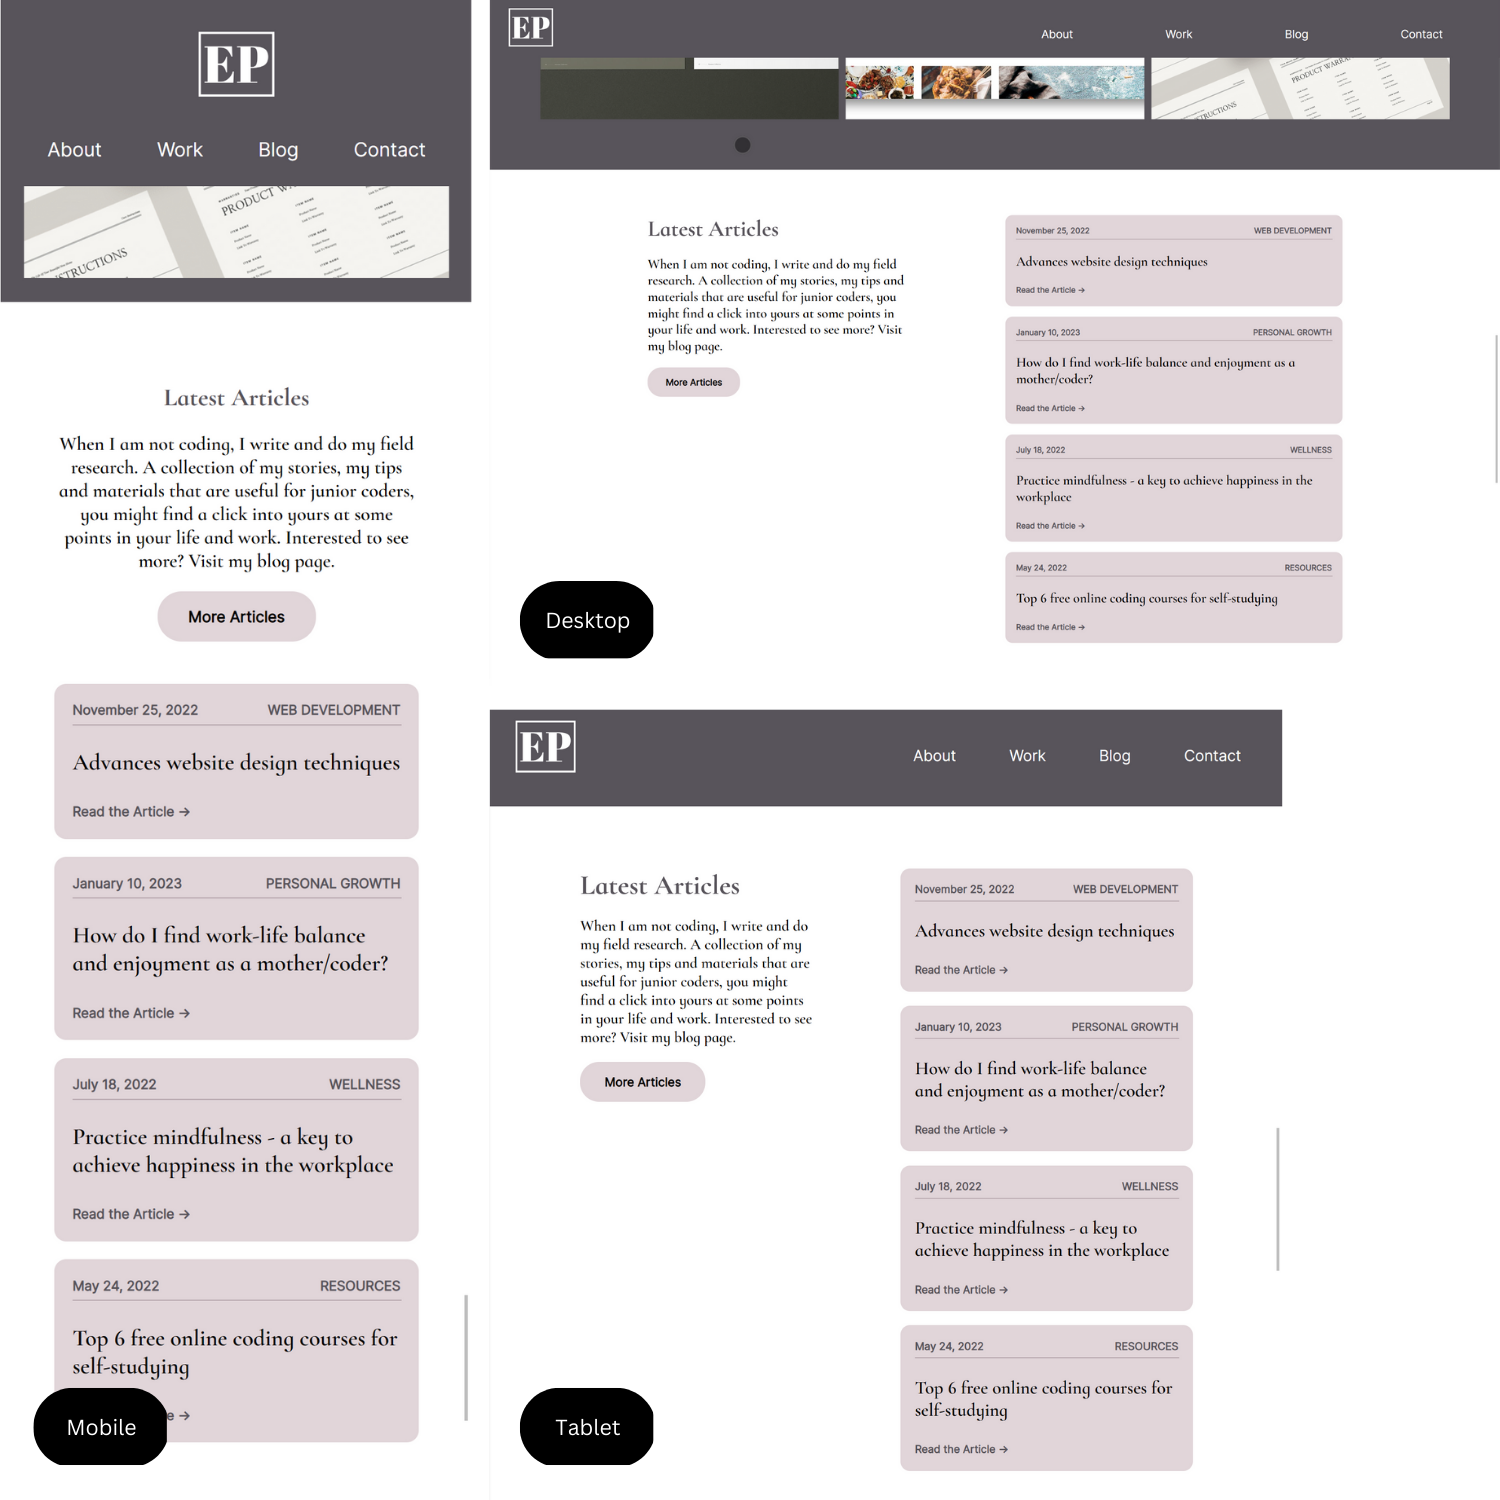 EP
About Work Blog Contact
PRODUCT
Latest Articles
When I am not coding, I write and do my field
research. A collection of my stories, my tips
and materials that are useful for junior coders,
you might find a click into yours at some
points in your life and work. Interested to see
more? Visit my blog page.
More Articles
November 25, 2022 WEB DEVELOPMENT
Advances website design techniques
Read the Article →
January 10, 2023 PERSONAL GROWTH
How do I find work-life balance
and enjoyment as a mother/coder?
Read the Article →
July 18, 2022 WELLNESS
Practice mindfulness - a key to
achieve happiness in the workplace
Read the Article →
May 24, 2022 RESOURCES
Top 6 free online coding courses for
self-studying
e →
Mobile
EP
About Work Blog Contact
PRODUCT
Latest Articles
When I am not coding, I write and do my field
research. A collection of my stories, my tips and
materials that are useful for junior coders, you
might find a click into yours at some points in
your life and work. Interested to see more? Visit
my blog page.
More Articles
November 25, 2022 WEB DEVELOPMENT
Advances website design techniques
Read the Article →
January 10, 2023 PERSONAL GROWTH
How do I find work-life balance and enjoyment as a
mother/coder?
Read the Article →
July 18, 2022 WELLNESS
Practice mindfulness - a key to achieve happiness in the
workplace
Read the Article →
May 24, 2022 RESOURCES
Top 6 free online coding courses for self-studying
Read the Article →
Desktop
EP
About Work Blog Contact
Latest Articles
When I am not coding, I write and do
my field research. A collection of my
stories, my tips and materials that are
useful for junior coders, you might
find a click into yours at some points
in your life and work. Interested to see
more? Visit my blog page.
More Articles
November 25, 2022 WEB DEVELOPMENT
Advances website design techniques
Read the Article →
January 10, 2023 PERSONAL GROWTH
How do I find work-life balance
and enjoyment as a mother/coder?
Read the Article →
July 18, 2022 WELLNESS
Practice mindfulness - a key to
achieve happiness in the workplace
Read the Article →
May 24, 2022 RESOURCES
Top 6 free online coding courses for
self-studying
Read the Article →
Tablet